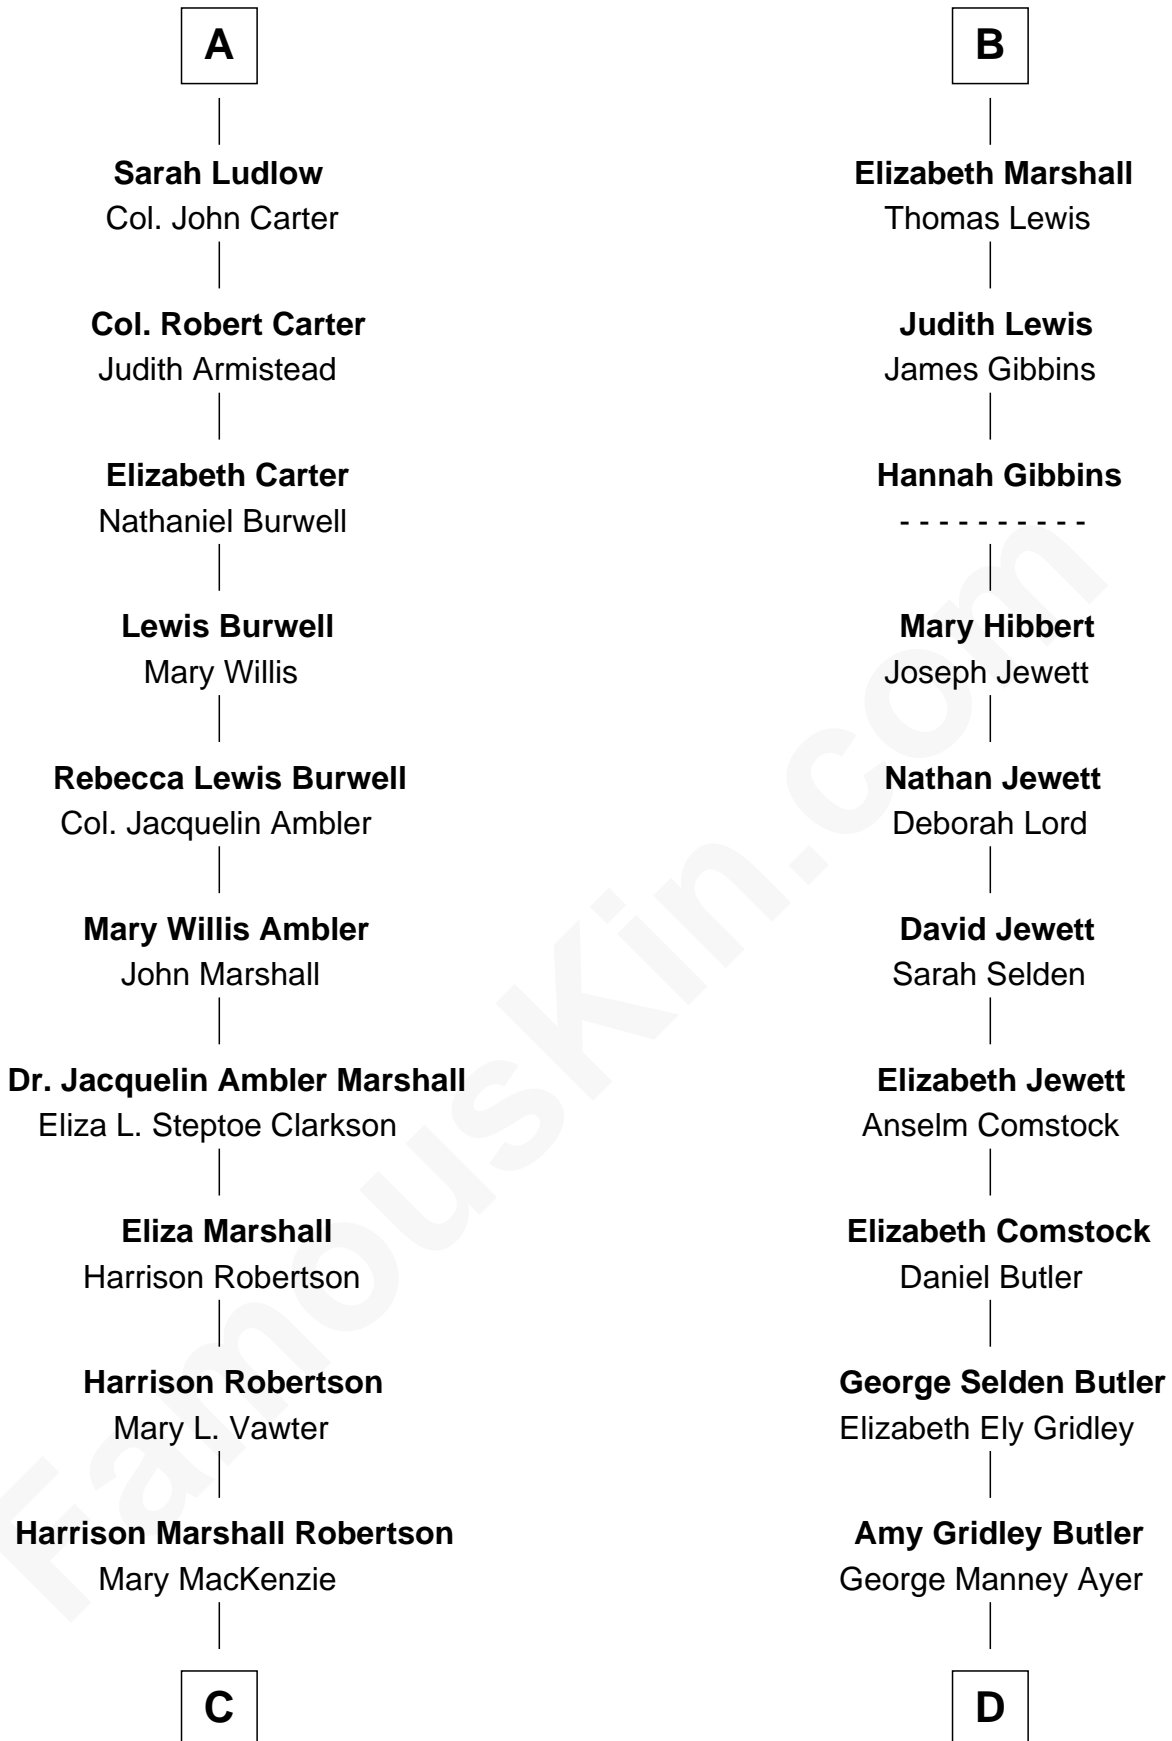 A
Sarah Ludlow
Col. John Carter
Col. Robert Carter
Judith Armistead
Elizabeth Carter
Nathaniel Burwell
Lewis Burwell
Mary Willis
Rebecca Lewis Burwell
Col. Jacquelin Ambler
Mary Willis Ambler
John Marshall
Dr. Jacquelin Ambler Marshall
Eliza L. Steptoe Clarkson
Eliza Marshall
Harrison Robertson
Harrison Robertson
Mary L. Vawter
Harrison Marshall Robertson
Mary MacKenzie
C
B
Elizabeth Marshall
Thomas Lewis
Judith Lewis
James Gibbins
Hannah Gibbins
- - - - - - - - - -
Mary Hibbert
Joseph Jewett
Nathan Jewett
Deborah Lord
David Jewett
Sarah Selden
Elizabeth Jewett
Anselm Comstock
Elizabeth Comstock
Daniel Butler
George Selden Butler
Elizabeth Ely Gridley
Amy Gridley Butler
George Manney Ayer
D
FamousKin.com